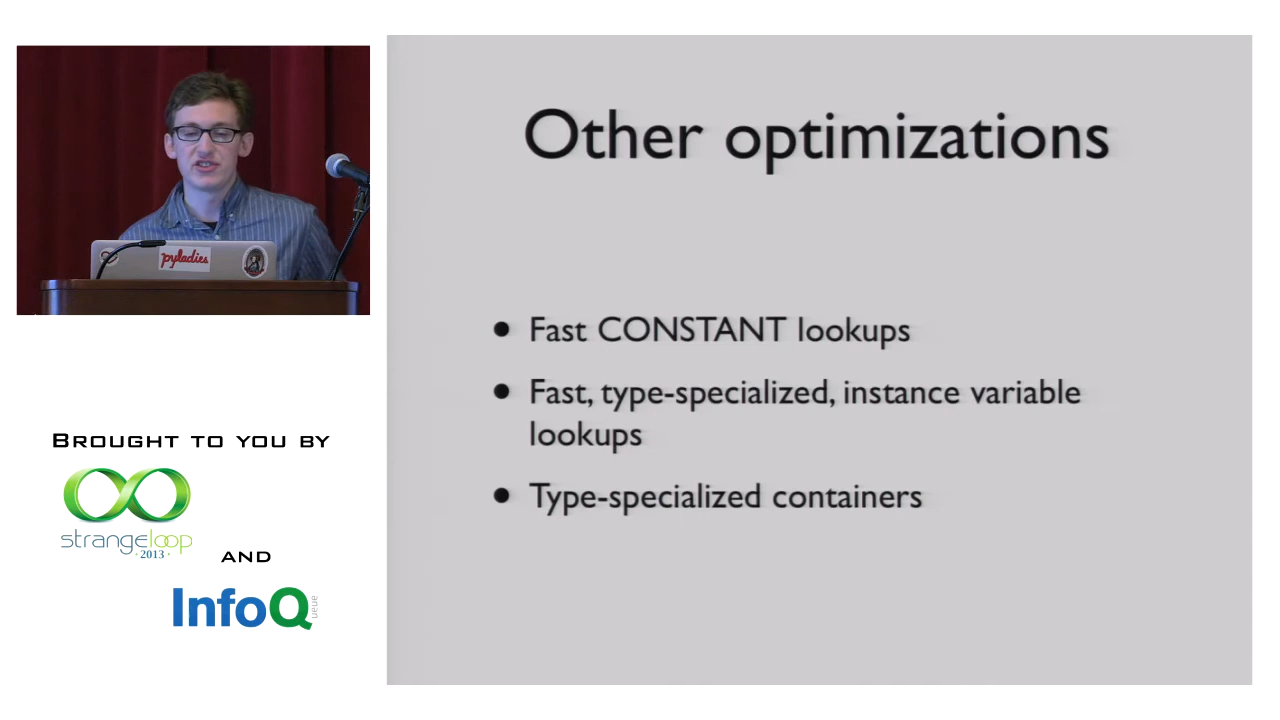 Other optimizations
Fast CONSTANT lookups
Fast, type-specialized, instance variable
lookups
Type-specialized containers
pyladies
BROUGHT TO YOU BY
strangeloop
· 2013 ·
AND
InfoQ
ueue